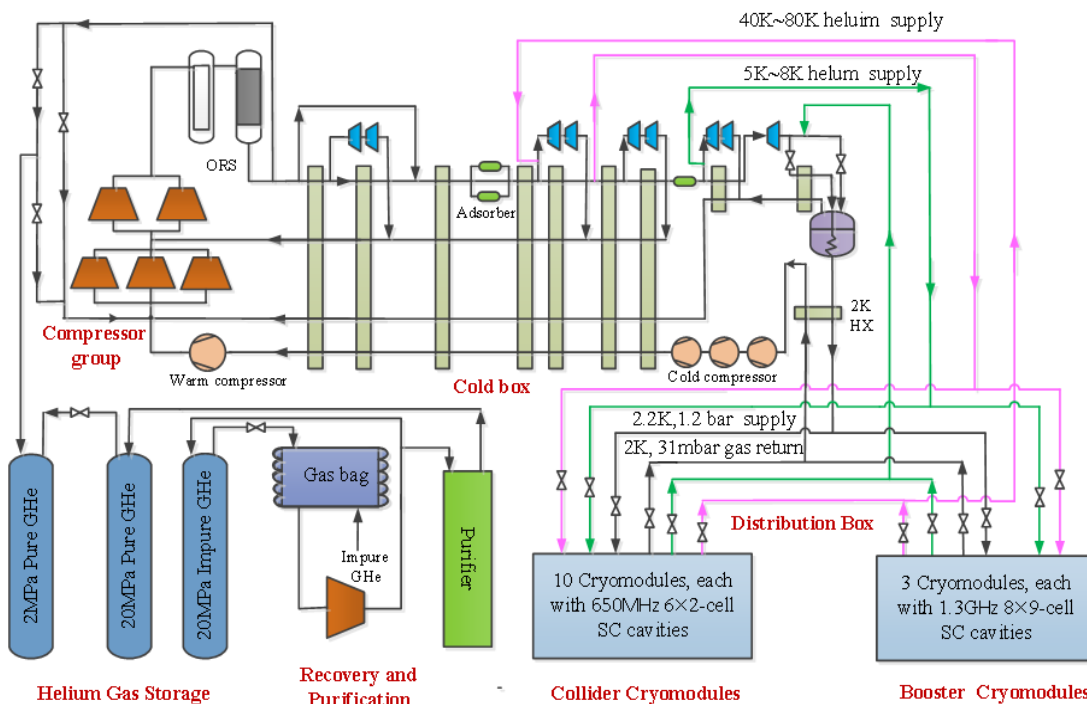 40K~80K heluim supply
5K~8K helum supply
ORS
Adsorber
2K
HX
Compressor
group
Warm compressor
Cold box
Cold compressor
2.2K,1.2 bar supply
2K, 31mbar gas return
Gas bag
Distribution Box
Impure
GHe
2MPa Pure GHe
20MPa Pure GHe
20MPa Impure GHe
Purifier
10 Cryomodules, each
with 650MHz 6×2-cell
SC cavities
3 Cryomodules, each
with 1.3GHz 8×9-cell
SC cavities
Helium Gas Storage
Recovery and
Purification
Collider Cryomodules
Booster Cryomodules